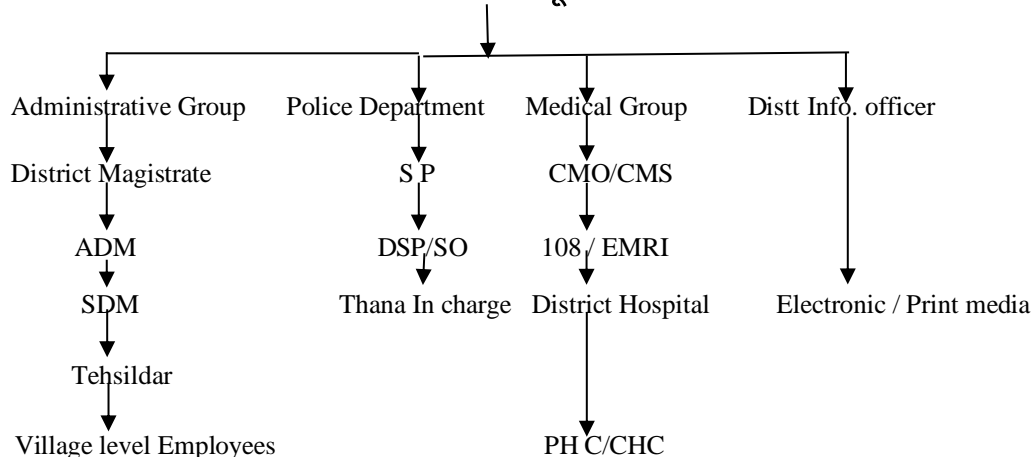 Administrative Group Police Department Medical Group Distt Info. officer
District Magistrate S P CMO/CMS
ADM DSP/SO 108 / EMRI
SDM Thana In charge District Hospital Electronic / Print media
Tehsildar
Village level Employees PH C/CHC